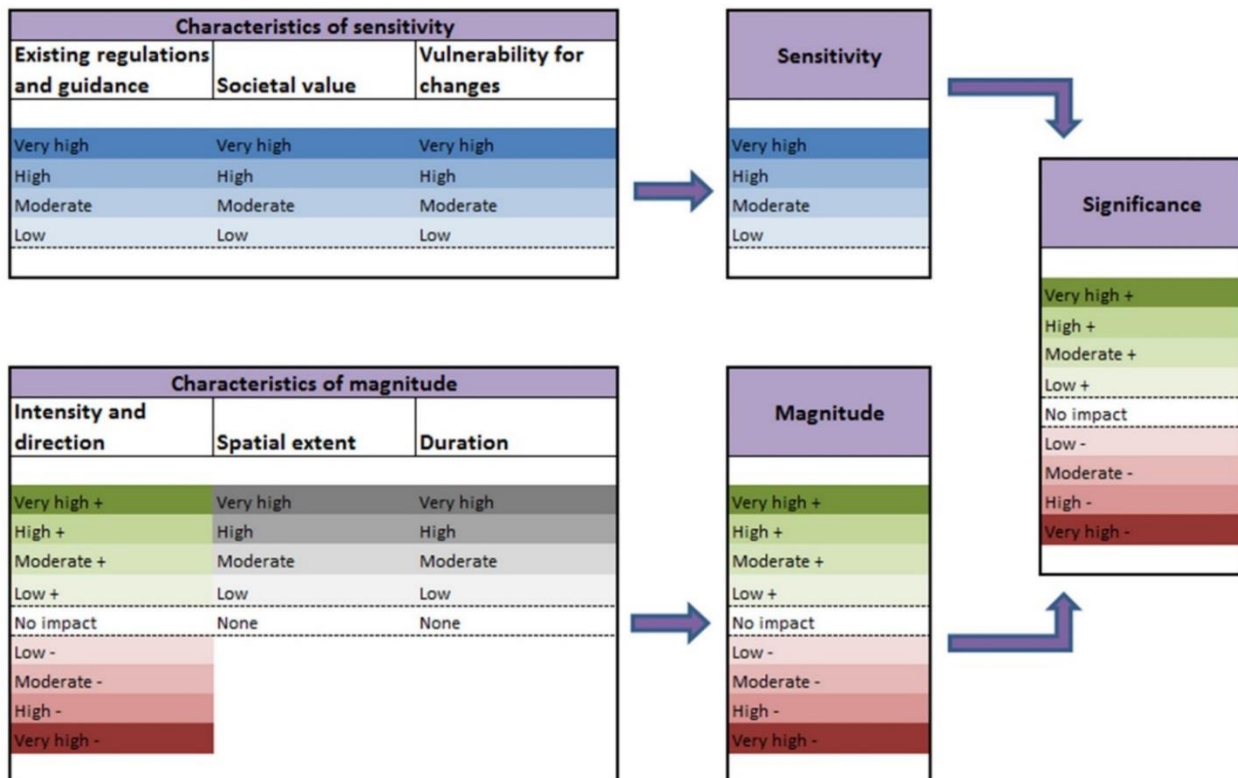 Characteristics of sensitivity
Existing regulations and guidance
Societal value
Vulnerability for changes
Very high Very high Very high
High High High
Moderate Moderate Moderate
Low Low Low
Sensitivity
Very high
High
Moderate
Low
Characteristics of magnitude
Intensity and direction
Spatial extent
Duration
Very high + Very high Very high
High + High High
Moderate + Moderate Moderate
Low + Low Low
No impact None None
Low -
Moderate -
High -
Very high -
Magnitude
Very high +
High +
Moderate +
Low +
No impact
Low -
Moderate -
High -
Very high -
Significance
Very high +
High +
Moderate +
Low +
No impact
Low -
Moderate -
High -
Very high -